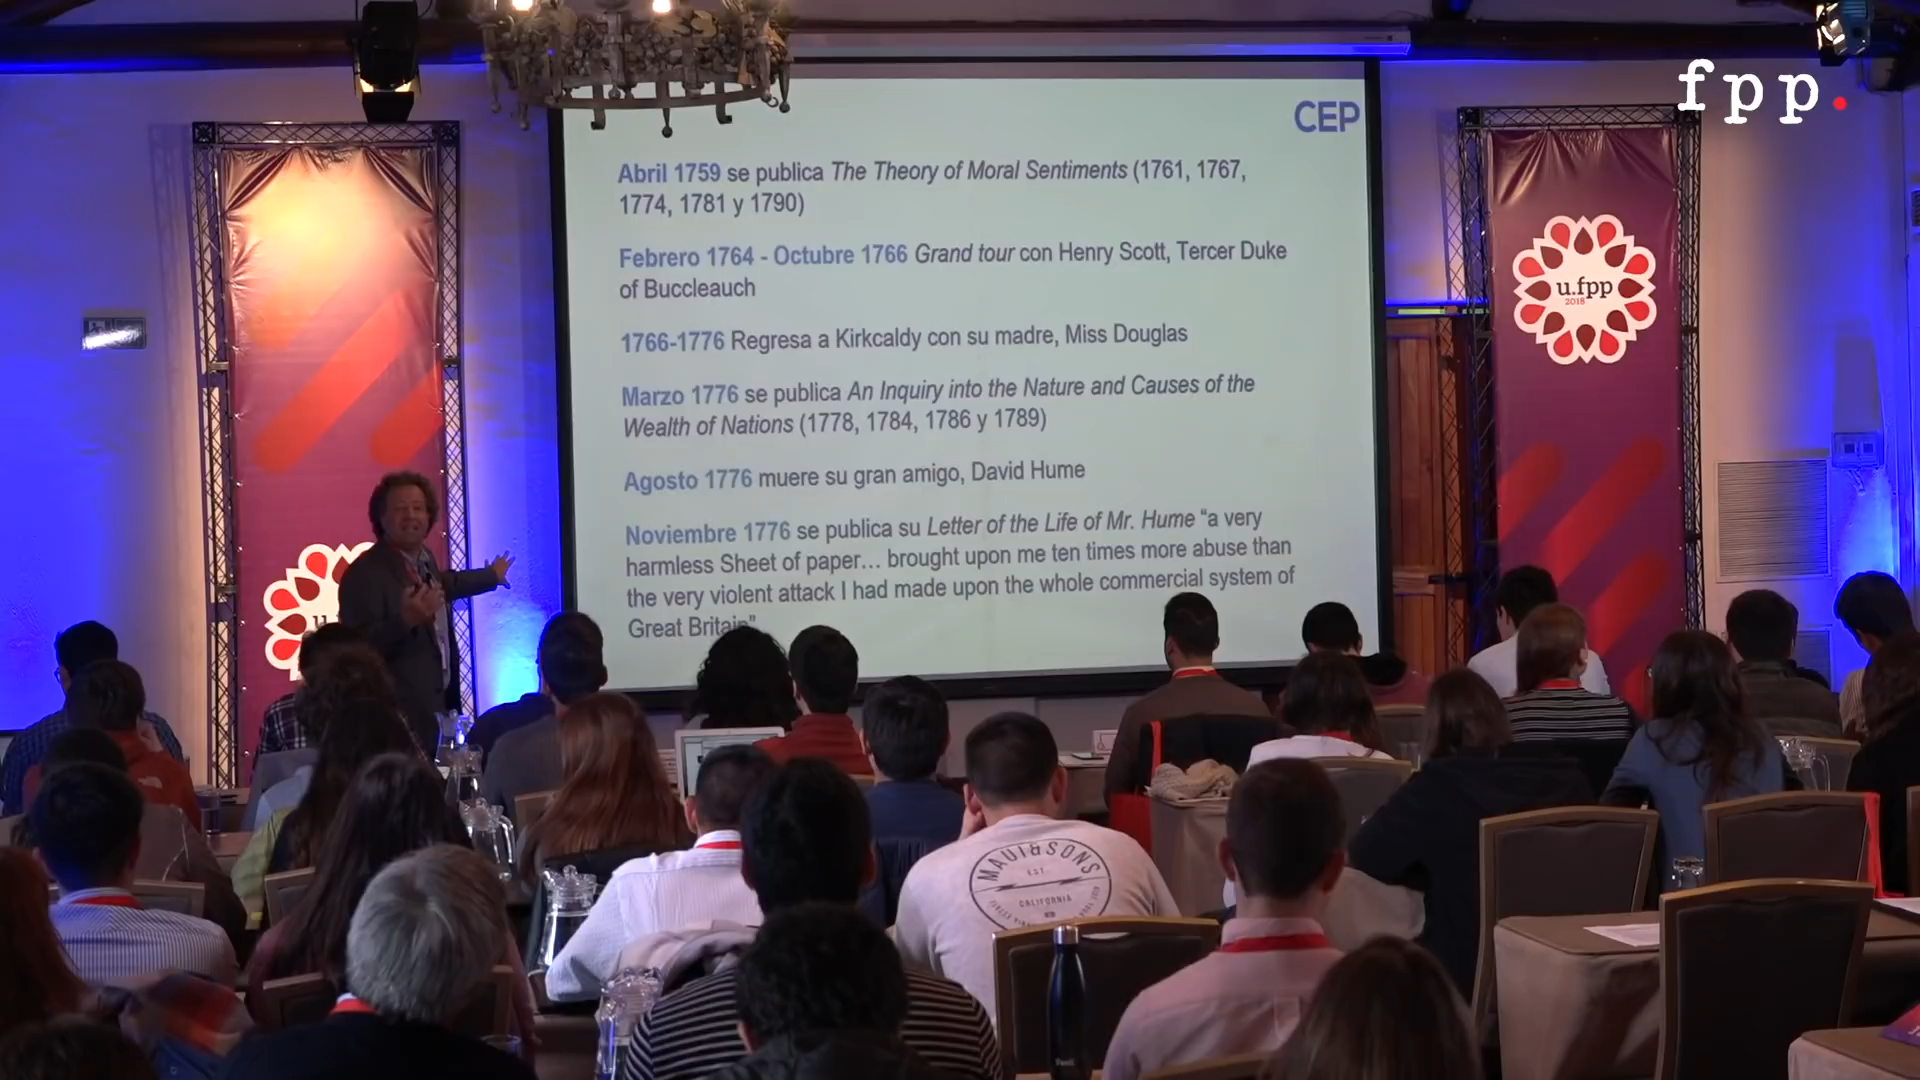 fpp.
CEP
Abril 1759 se publica The Theory of Moral Sentiments (1761, 1767,
1774, 1781 y 1790)
Febrero 1764 - Octubre 1766 Grand tour con Henry Scott, Tercer Duke
of Buccleauch
1766-1776 Regresa a Kirkcaldy con su madre, Miss Douglas
Marzo 1776 se publica An Inquiry into the Nature and Causes of the
Wealth of Nations (1778, 1784, 1786 y 1789)
Agosto 1776 muere su gran amigo, David Hume
Noviembre 1776 se publica su Letter of the Life of Mr. Hume “a very
harmless Sheet of paper... brought upon me ten times more abuse than
the very violent attack I had made upon the whole commercial system of
Great Britain”
u.fpp
2018
u
MAUI&SONS
EST.
CALIFORNIA